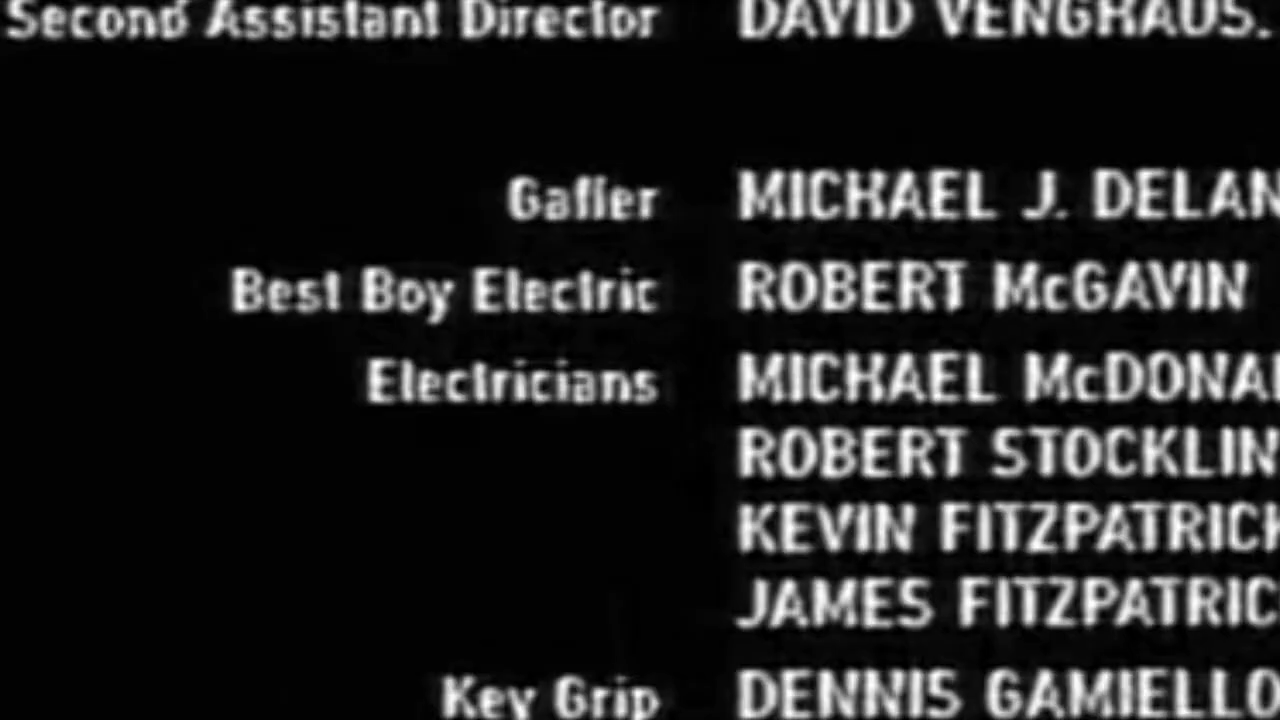 Second Assistant Director DAVID VENGHAUS.
Gaffer MICHAEL J. DELAN
Best Boy Electric ROBERT McGAVIN
Electricians MICHAEL McDONAL
ROBERT STOCKLIN
KEVIN FITZPATRICK
JAMES FITZPATRIC
Key Grip DENNIS GAMIELLO